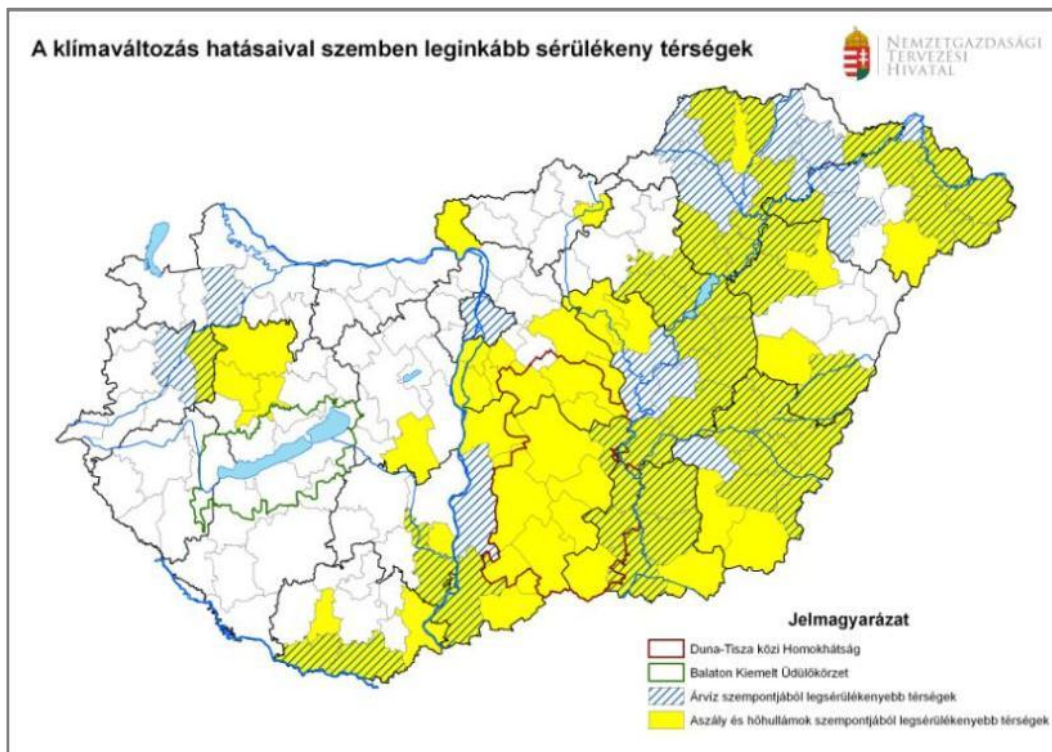 A klímaváltozás hatásaival szemben leginkább sérülékeny térségek
NEMZETGAZDASÁGI
TERVEZÉSI
HIVATAL
Jelmagyarázat
Duna-Tisza közi Homokhátság
Balaton Kiemelt Üdülőkörzet
Árvíz szempontjából legsérülékenyebb térségek
Aszály és hőhullámok szempontjából legsérülékenyebb térségek